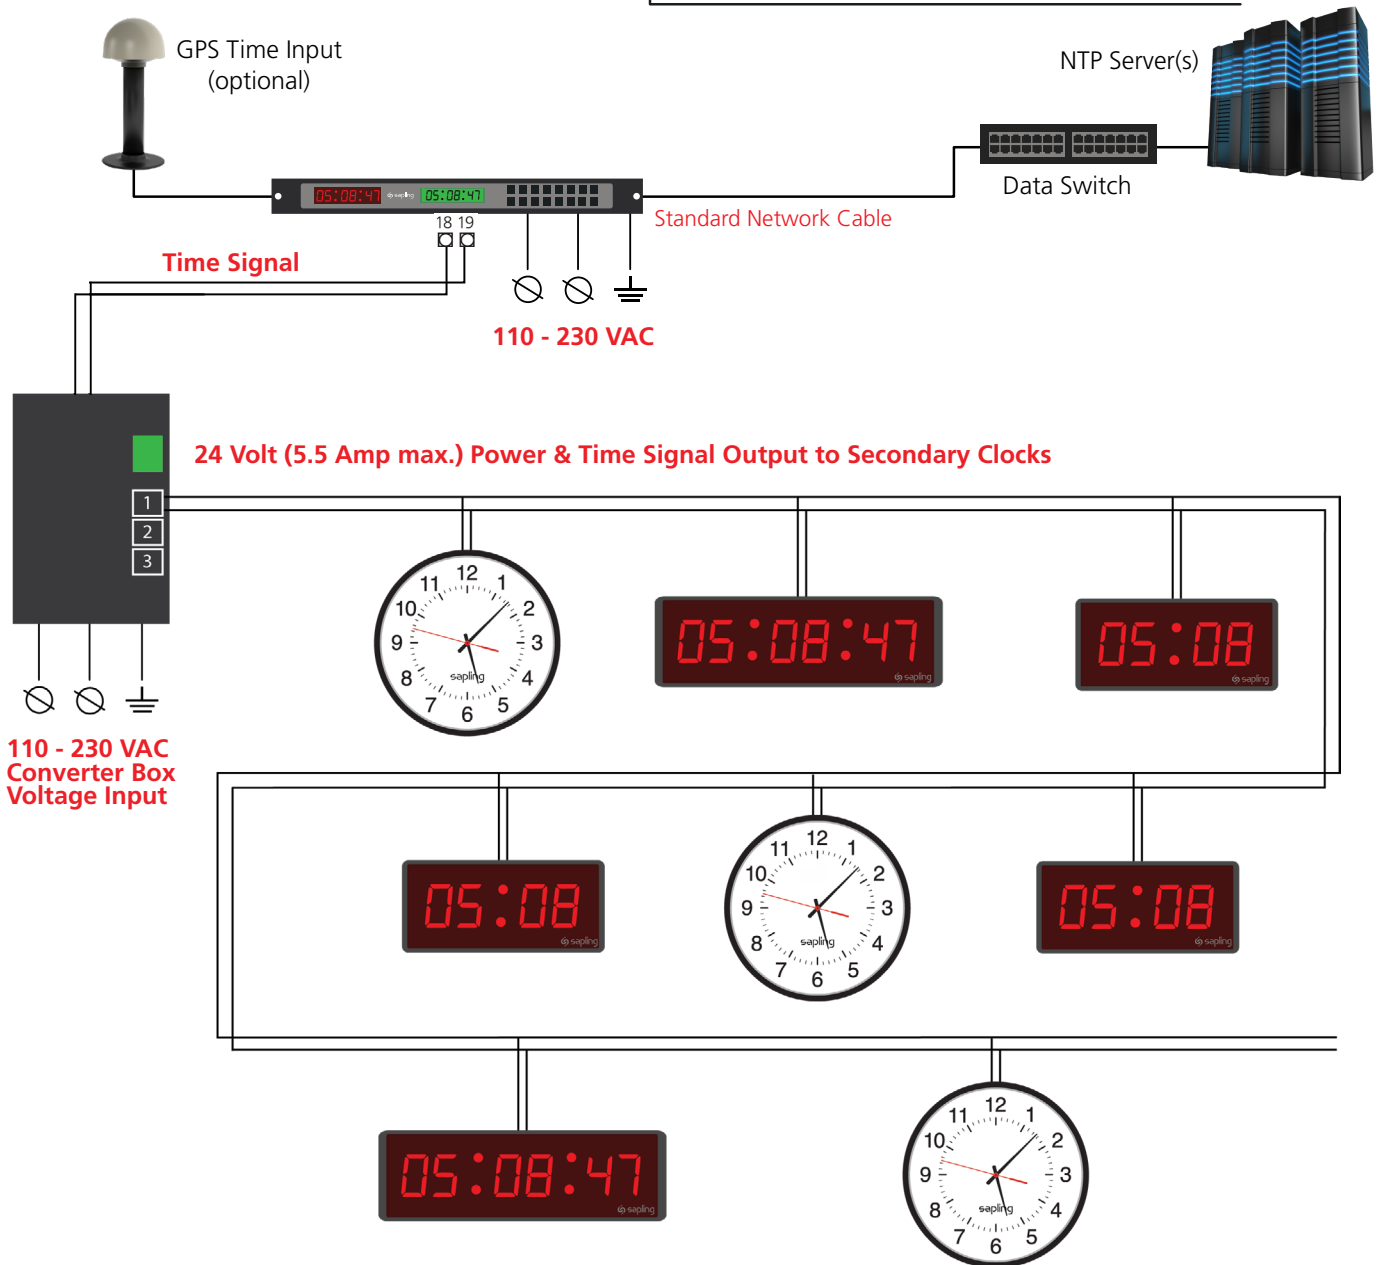 GPS Time Input
(optional)
NTP Server(s)
Data Switch
05:08:47
sapling
05:08:47
Standard Network Cable
18 19
Time Signal
110 - 230 VAC
24 Volt (5.5 Amp max.) Power & Time Signal Output to Secondary Clocks
1
2
3
110 - 230 VAC
Converter Box
Voltage Input
12
1
2
3
4
5
6
7
8
9
10
11
sapling
05:08:47
sapling
05:08
sapling
05:08
sapling
12
1
2
3
4
5
6
7
8
9
10
11
sapling
05:08
sapling
05:08:47
sapling
12
1
2
3
4
5
6
7
8
9
10
11
sapling